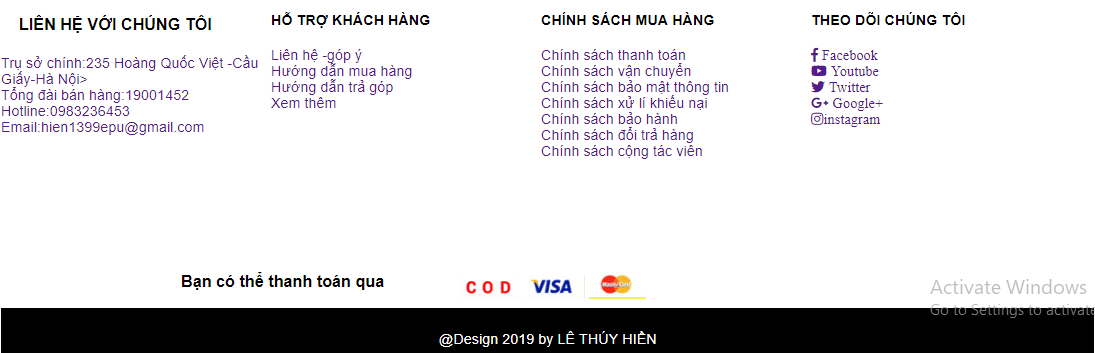 LIÊN HỆ VỚI CHÚNG TÔI
Trụ sở chính:235 Hoàng Quốc Việt -Cầu
Giấy-Hà Nội>
Tổng đài bán hàng:19001452
Hotline:0983236453
Email:hien1399epu@gmail.com
HỖ TRỢ KHÁCH HÀNG
Liên hệ -góp ý
Hướng dẫn mua hàng
Hướng dẫn trả góp
Xem thêm
CHÍNH SÁCH MUA HÀNG
Chính sách thanh toán
Chính sách vận chuyển
Chính sách bảo mật thông tin
Chính sách xử lí khiếu nại
Chính sách bảo hành
Chính sách đổi trả hàng
Chính sách cộng tác viên
THEO DÕI CHÚNG TÔI
Facebook
Youtube
Twitter
G+ Google+
instagram
Bạn có thể thanh toán qua
COD VISA MasterCard
Activate Windows
Go to Settings to activate
@Design 2019 by LÊ THÚY HIỀN